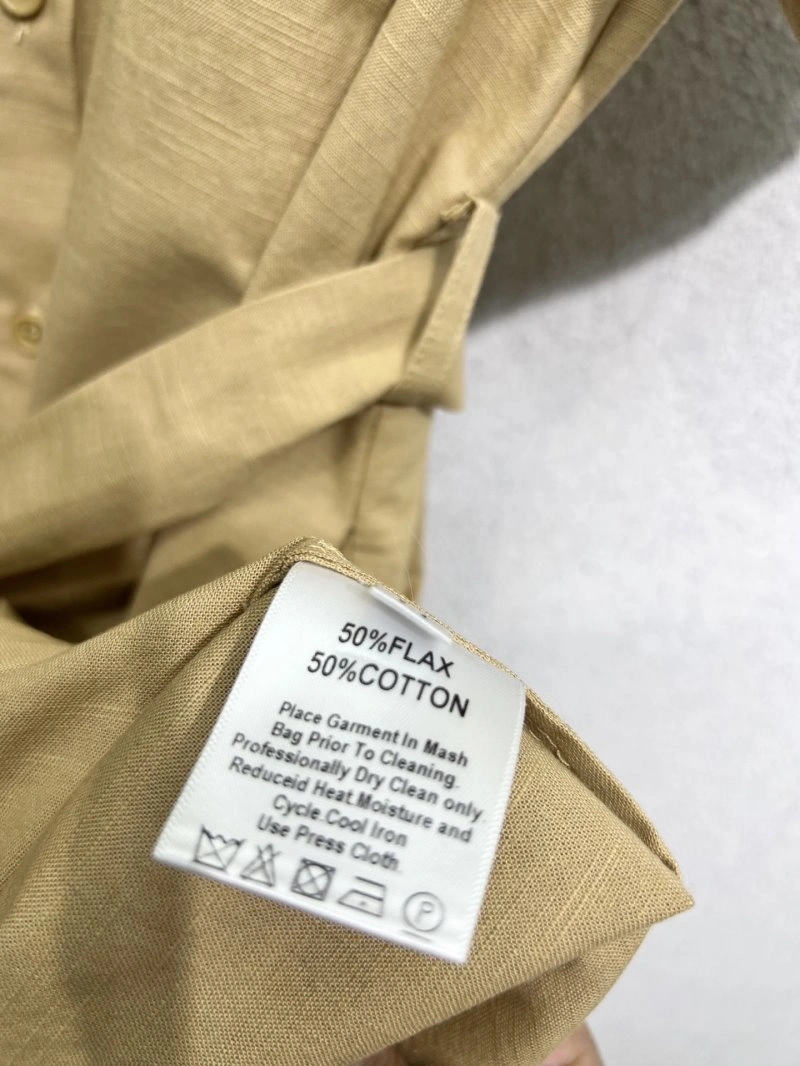 50%FLAX
50%COTTON
Place Garment In Mash
Bag Prior To Cleaning.
Professionally Dry Clean only
Reduceid Heat.Moisture and
Cycle.Cool Iron
Use Press Cloth.
P